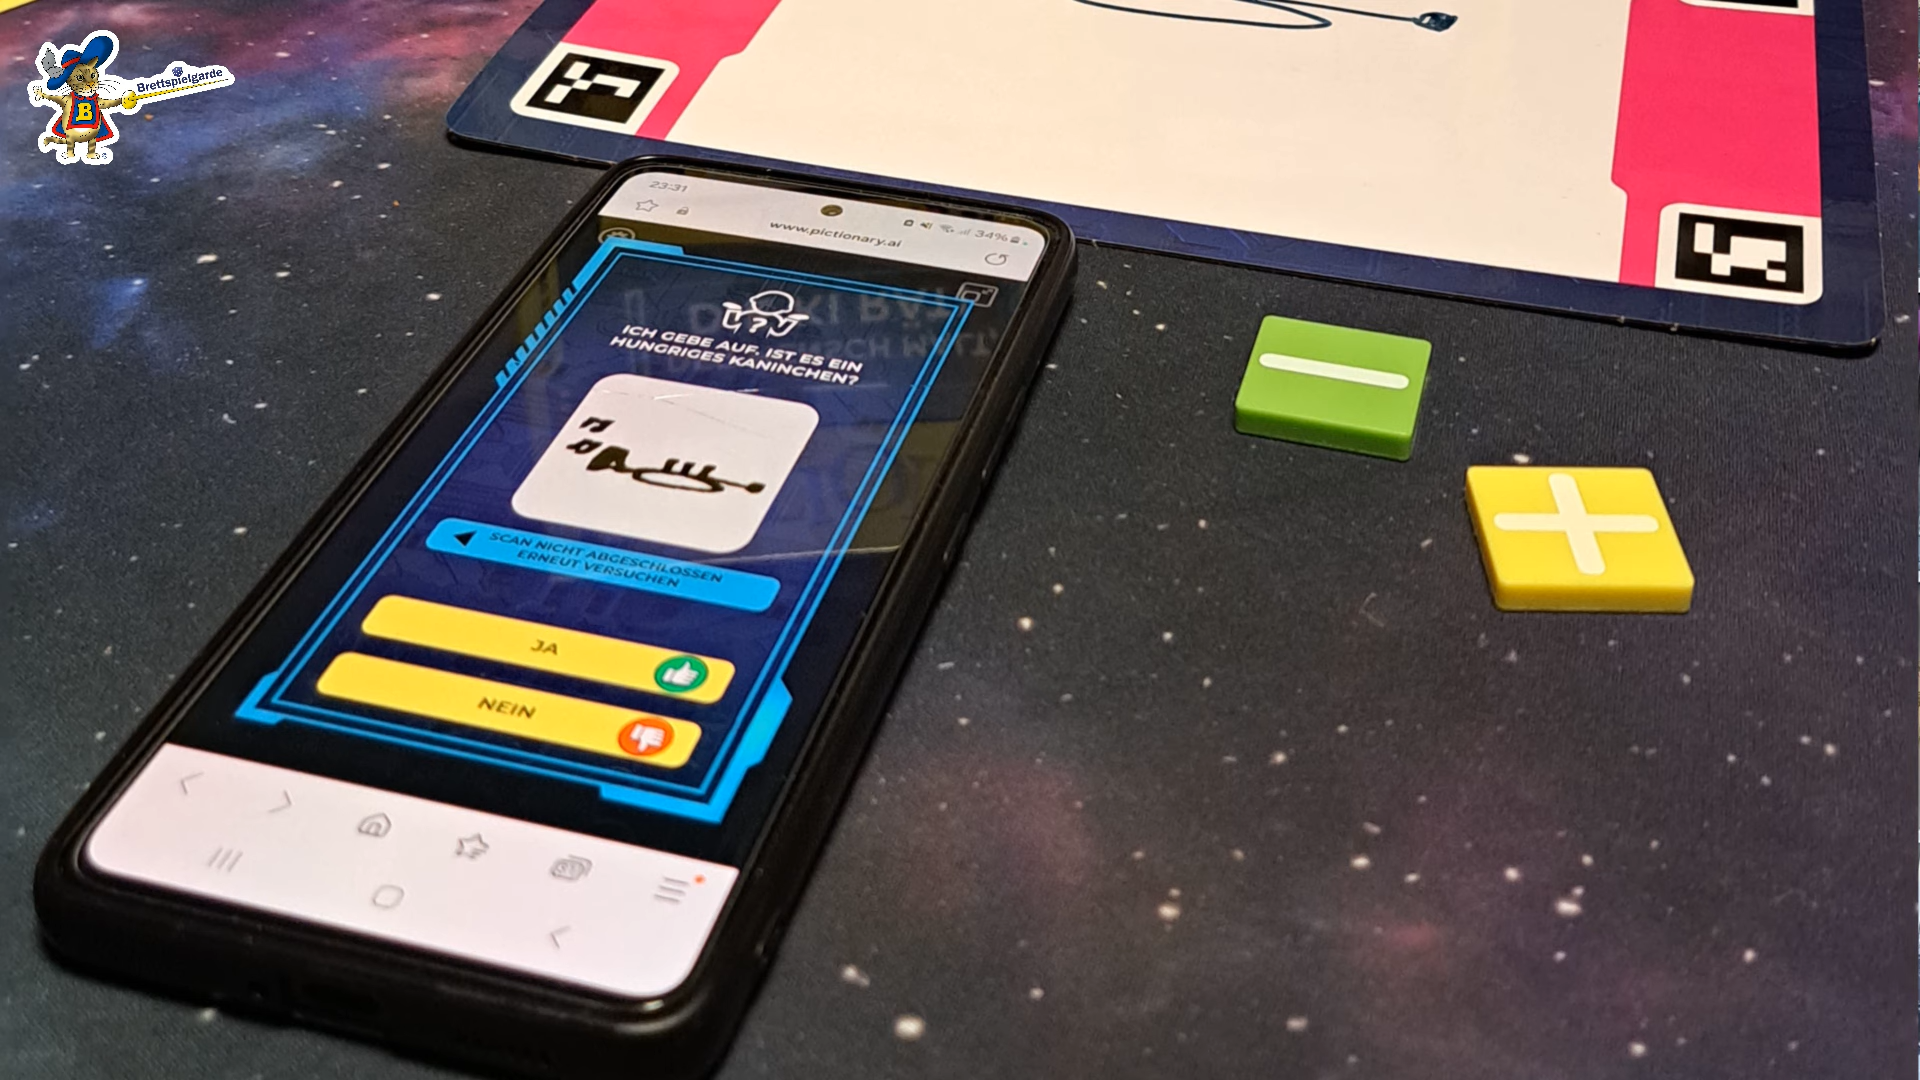 Brettspielgarde
B
23:31
34%
www.pictionary.ai
ICH GEBE AUF. IST ES EIN
HUNGRIGES KANINCHEN?
SCAN NICHT ABGESCHLOSSEN
ERNEUT VERSUCHEN
JA
NEIN